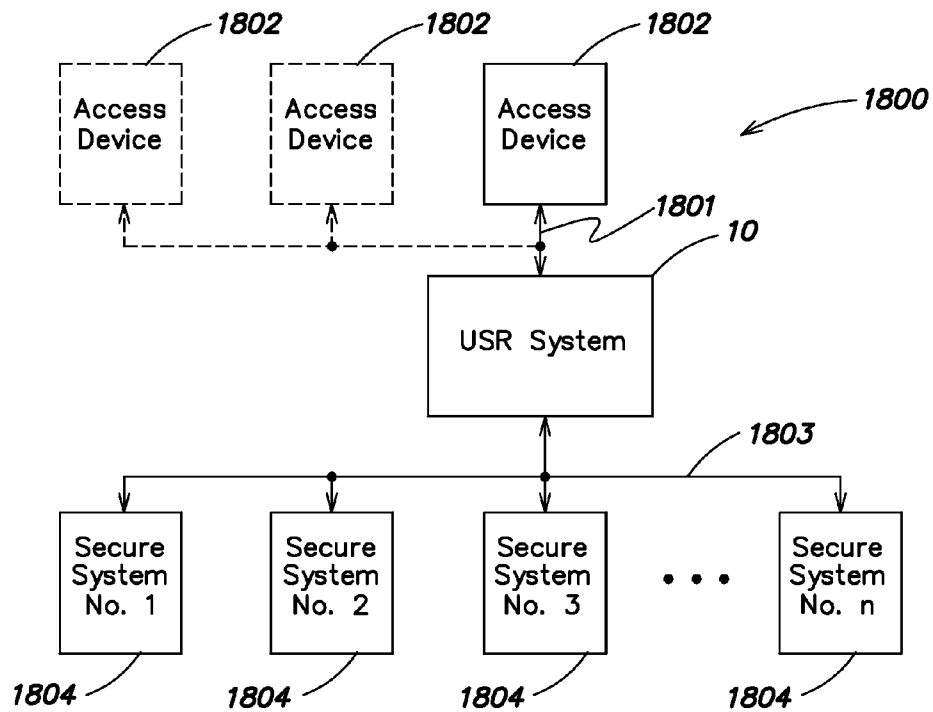 1802
1802
1802
Access
Device
Access
Device
Access
Device
1800
1801
10
USR System
1803
Secure
System
No. 1
Secure
System
No. 2
Secure
System
No. 3
• • •
Secure
System
No. n
1804
1804
1804
1804